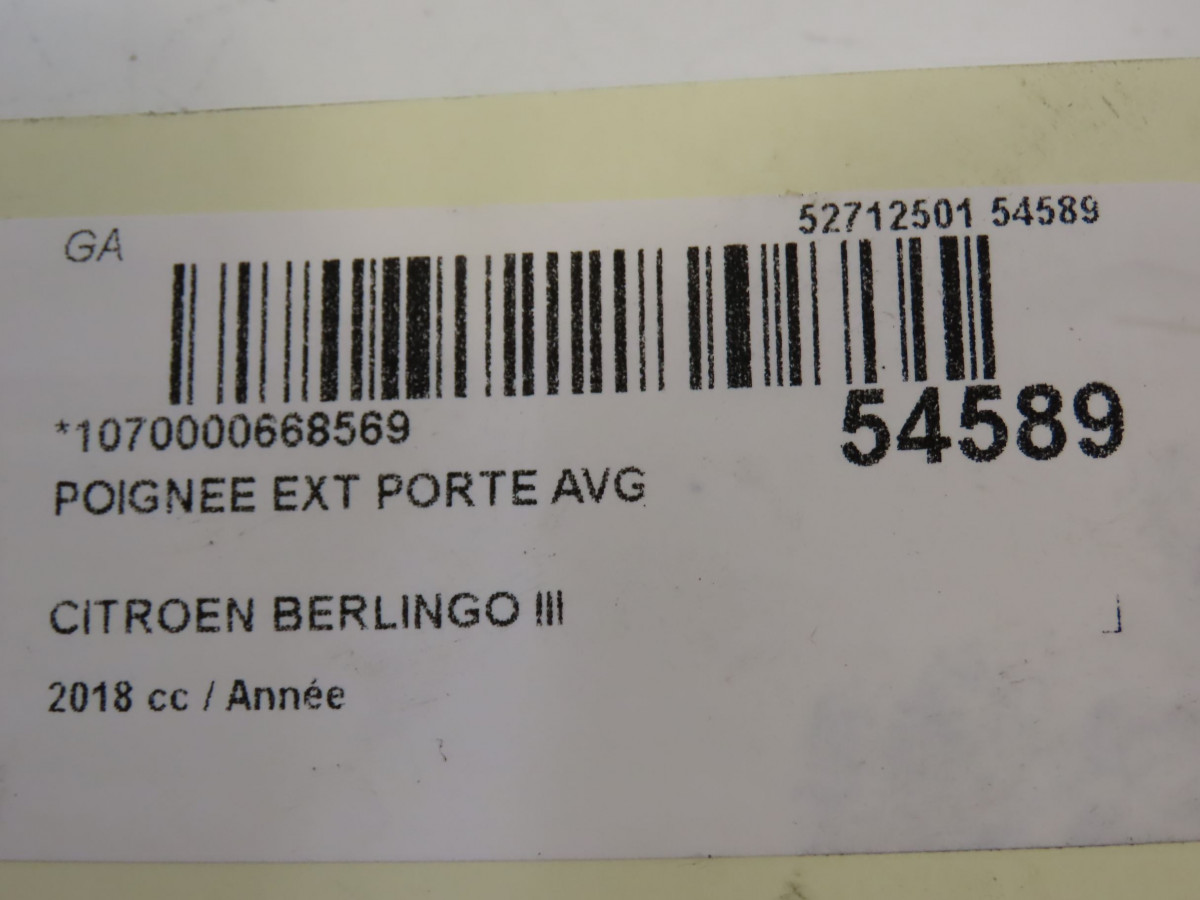 GA
52712501 54589
*1070000668569
54589
POIGNEE EXT PORTE AVG
CITROEN BERLINGO III
2018 cc / Année